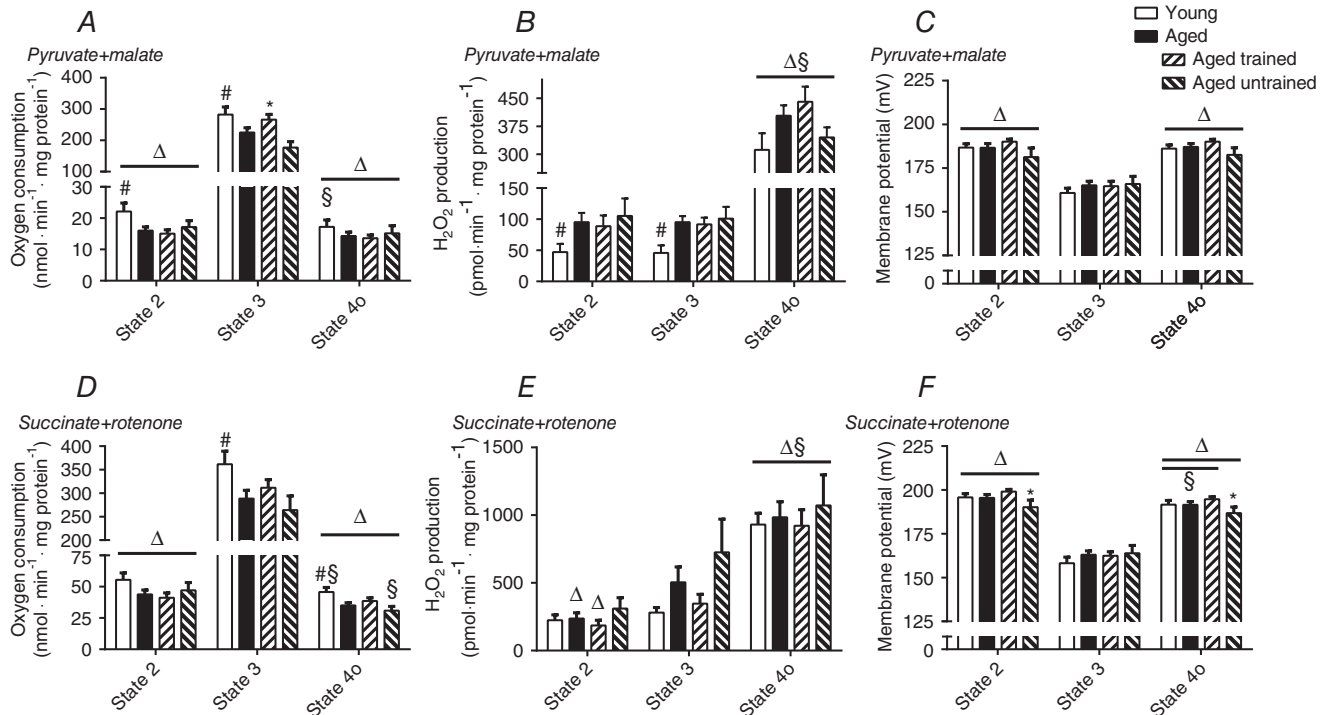 Young
Aged
Aged trained
Aged untrained
A
Pyruvate+malate
Oxygen consumption
(nmol·min⁻¹· mg protein⁻¹)
400
300
200
100
30
20
10
0
#
Δ
#
*
§
Δ
State 2
State 3
State 4o
B
H₂O₂ production
(pmol·min⁻¹· mg protein⁻¹)
450
375
300
150
100
50
0
#
#
Δ§
State 2
State 3
State 4o
C
Pyruvate+malate
Membrane potential (mV)
225
200
175
150
125
0
Δ
Δ
State 2
State 3
State 4o
D
Succinate+rotenone
Oxygen consumption
(nmol·min⁻¹· mg protein⁻¹)
400
350
300
250
200
75
50
25
0
Δ
#
Δ
#§
§
State 2
State 3
State 4o
E
Succinate+rotenone
H₂O₂ production
(pmol·min⁻¹· mg protein⁻¹)
1500
1000
500
0
Δ
Δ
Δ§
State 2
State 3
State 4o
F
Succinate+rotenone
Membrane potential (mV)
225
200
175
150
125
0
Δ
*
Δ
§
*
State 2
State 3
State 4o